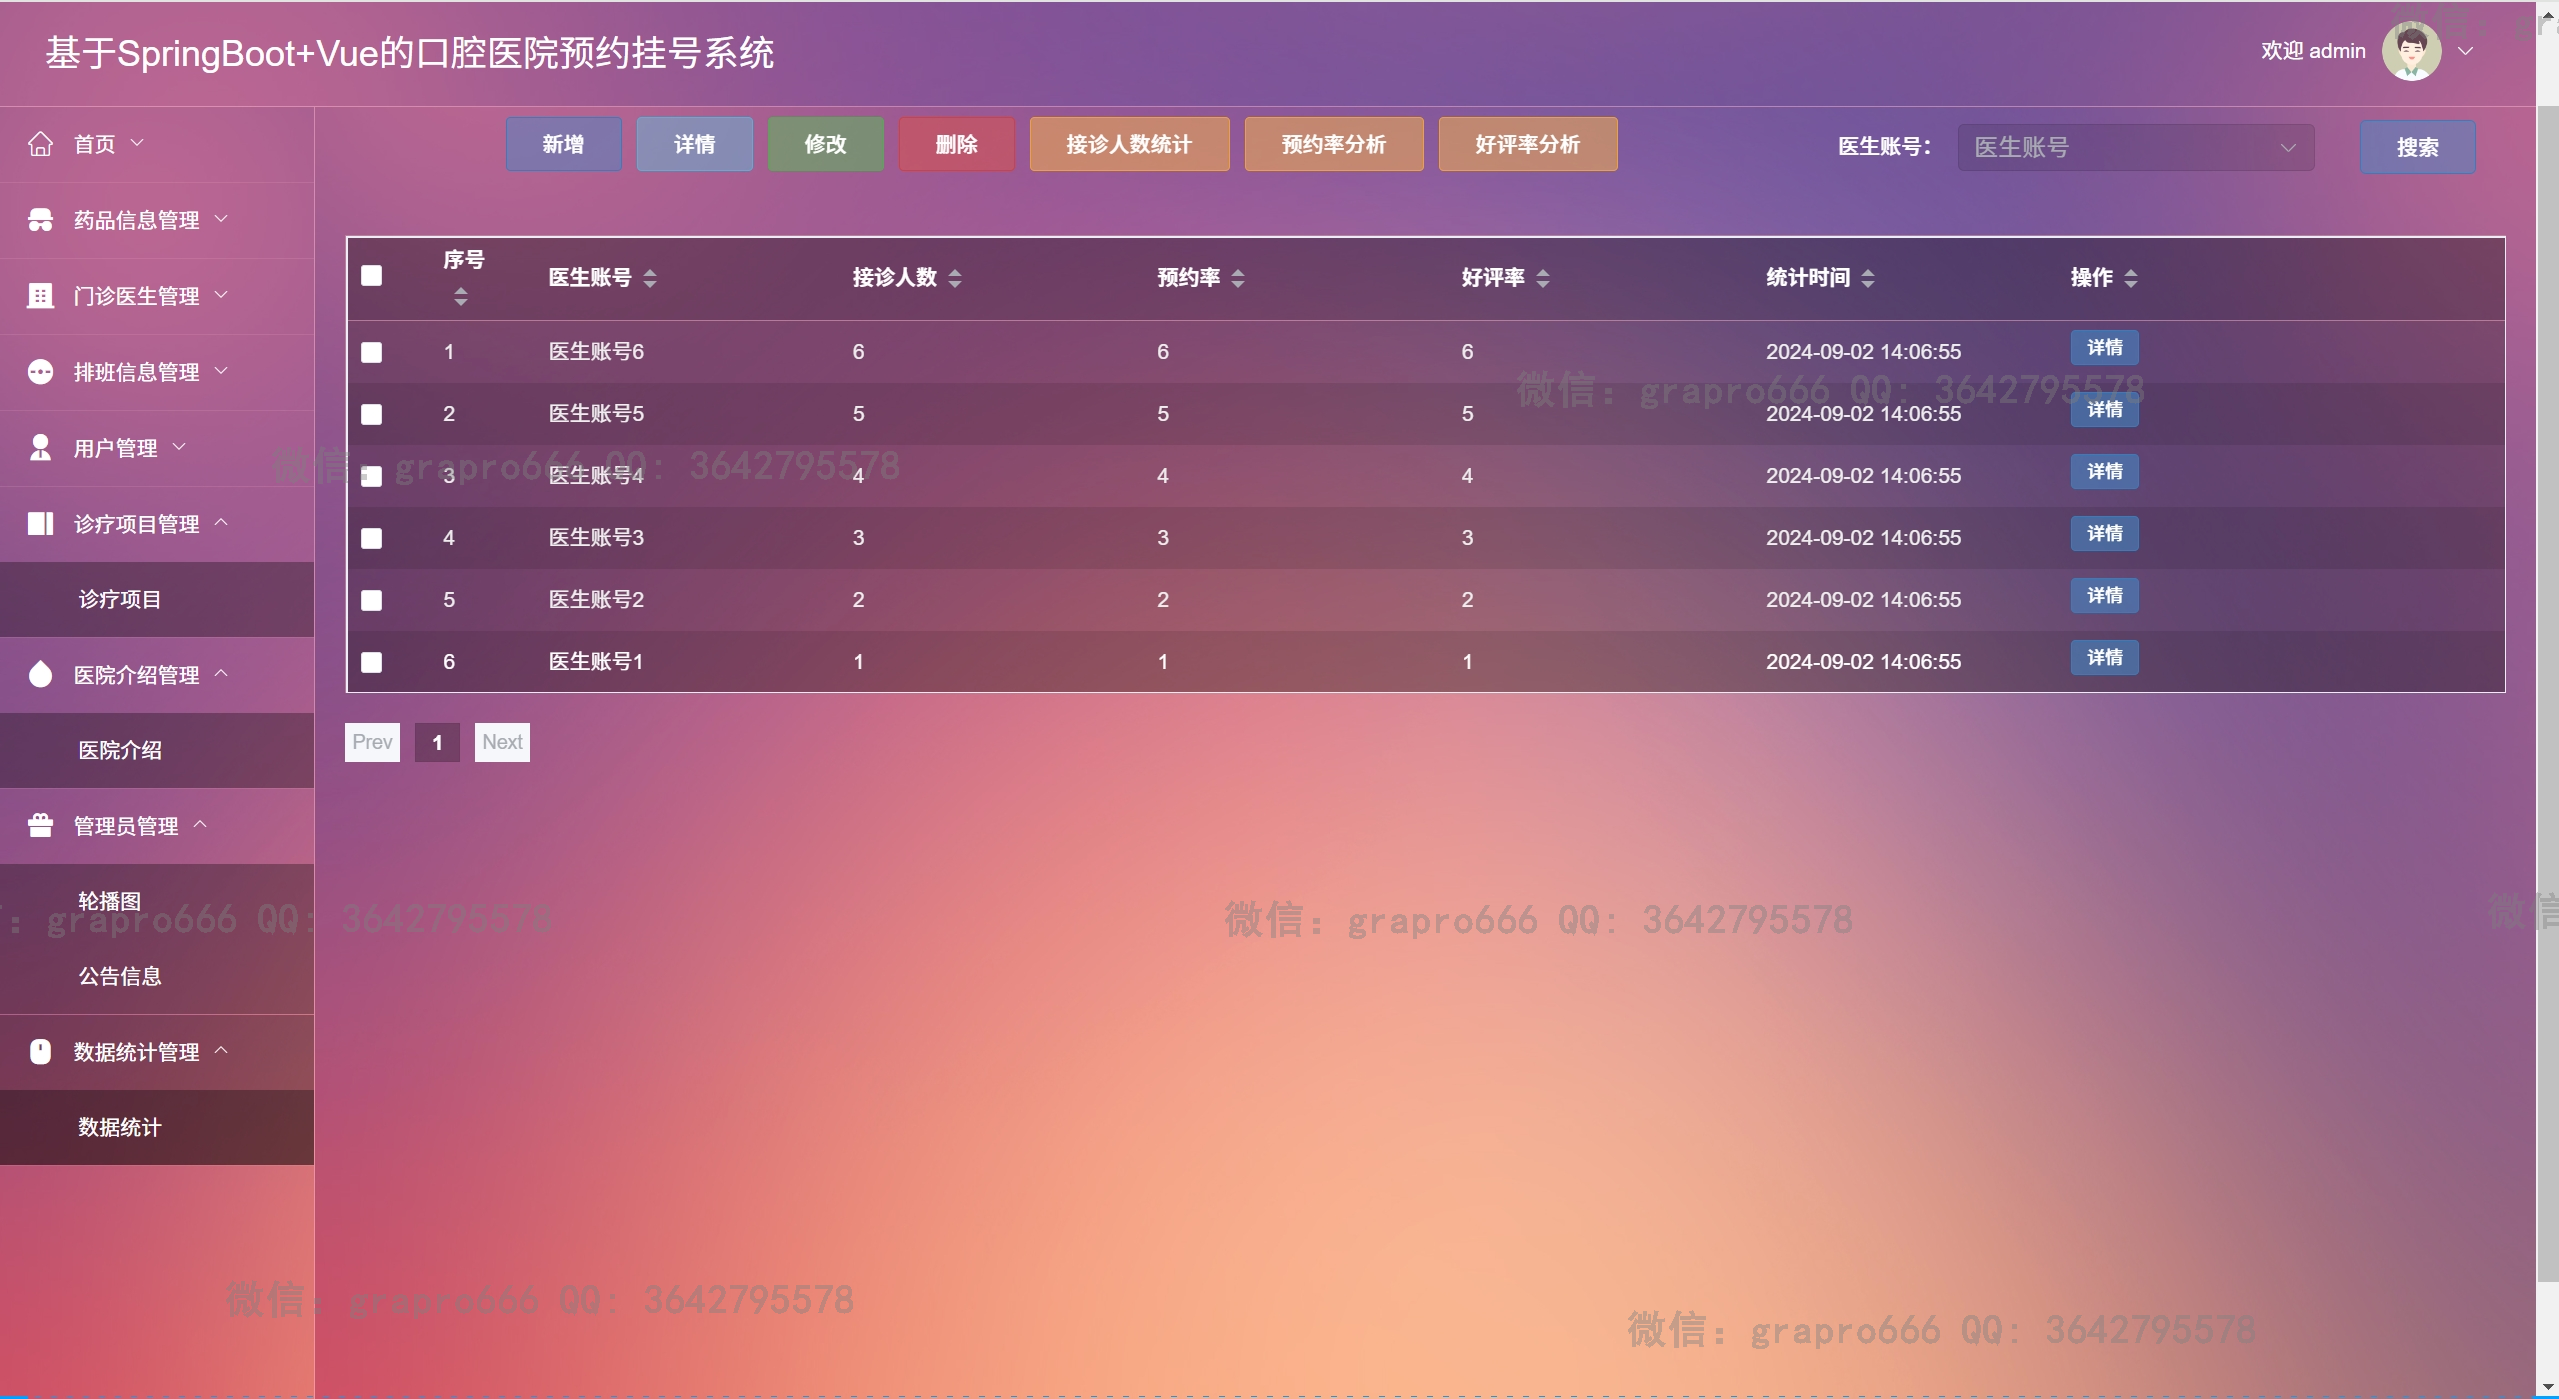 基于SpringBoot+Vue的口腔医院预约挂号系统
欢迎 admin
首页
药品信息管理
门诊医生管理
排班信息管理
用户管理
诊疗项目管理
诊疗项目
医院介绍管理
医院介绍
管理员管理
轮播图
公告信息
数据统计管理
数据统计
新增 详情 修改 删除 接诊人数统计 预约率分析 好评率分析 医生账号： 医生账号 搜索
序号 医生账号 接诊人数 预约率 好评率 统计时间 操作
1 医生账号6 6 6 6 2024-09-02 14:06:55 详情
2 医生账号5 5 5 5 2024-09-02 14:06:55 详情
3 医生账号4 4 4 4 2024-09-02 14:06:55 详情
4 医生账号3 3 3 3 2024-09-02 14:06:55 详情
5 医生账号2 2 2 2 2024-09-02 14:06:55 详情
6 医生账号1 1 1 1 2024-09-02 14:06:55 详情
Prev 1 Next
微信: gr
微信: grapro666 QQ: 3642795578
微信: grapro666 QQ: 3642795578
: grapro666 QQ: 3642795578
微信: grapro666 QQ: 3642795578
微信
微信: grapro666 QQ: 3642795578
微信: grapro666 QQ: 3642795578